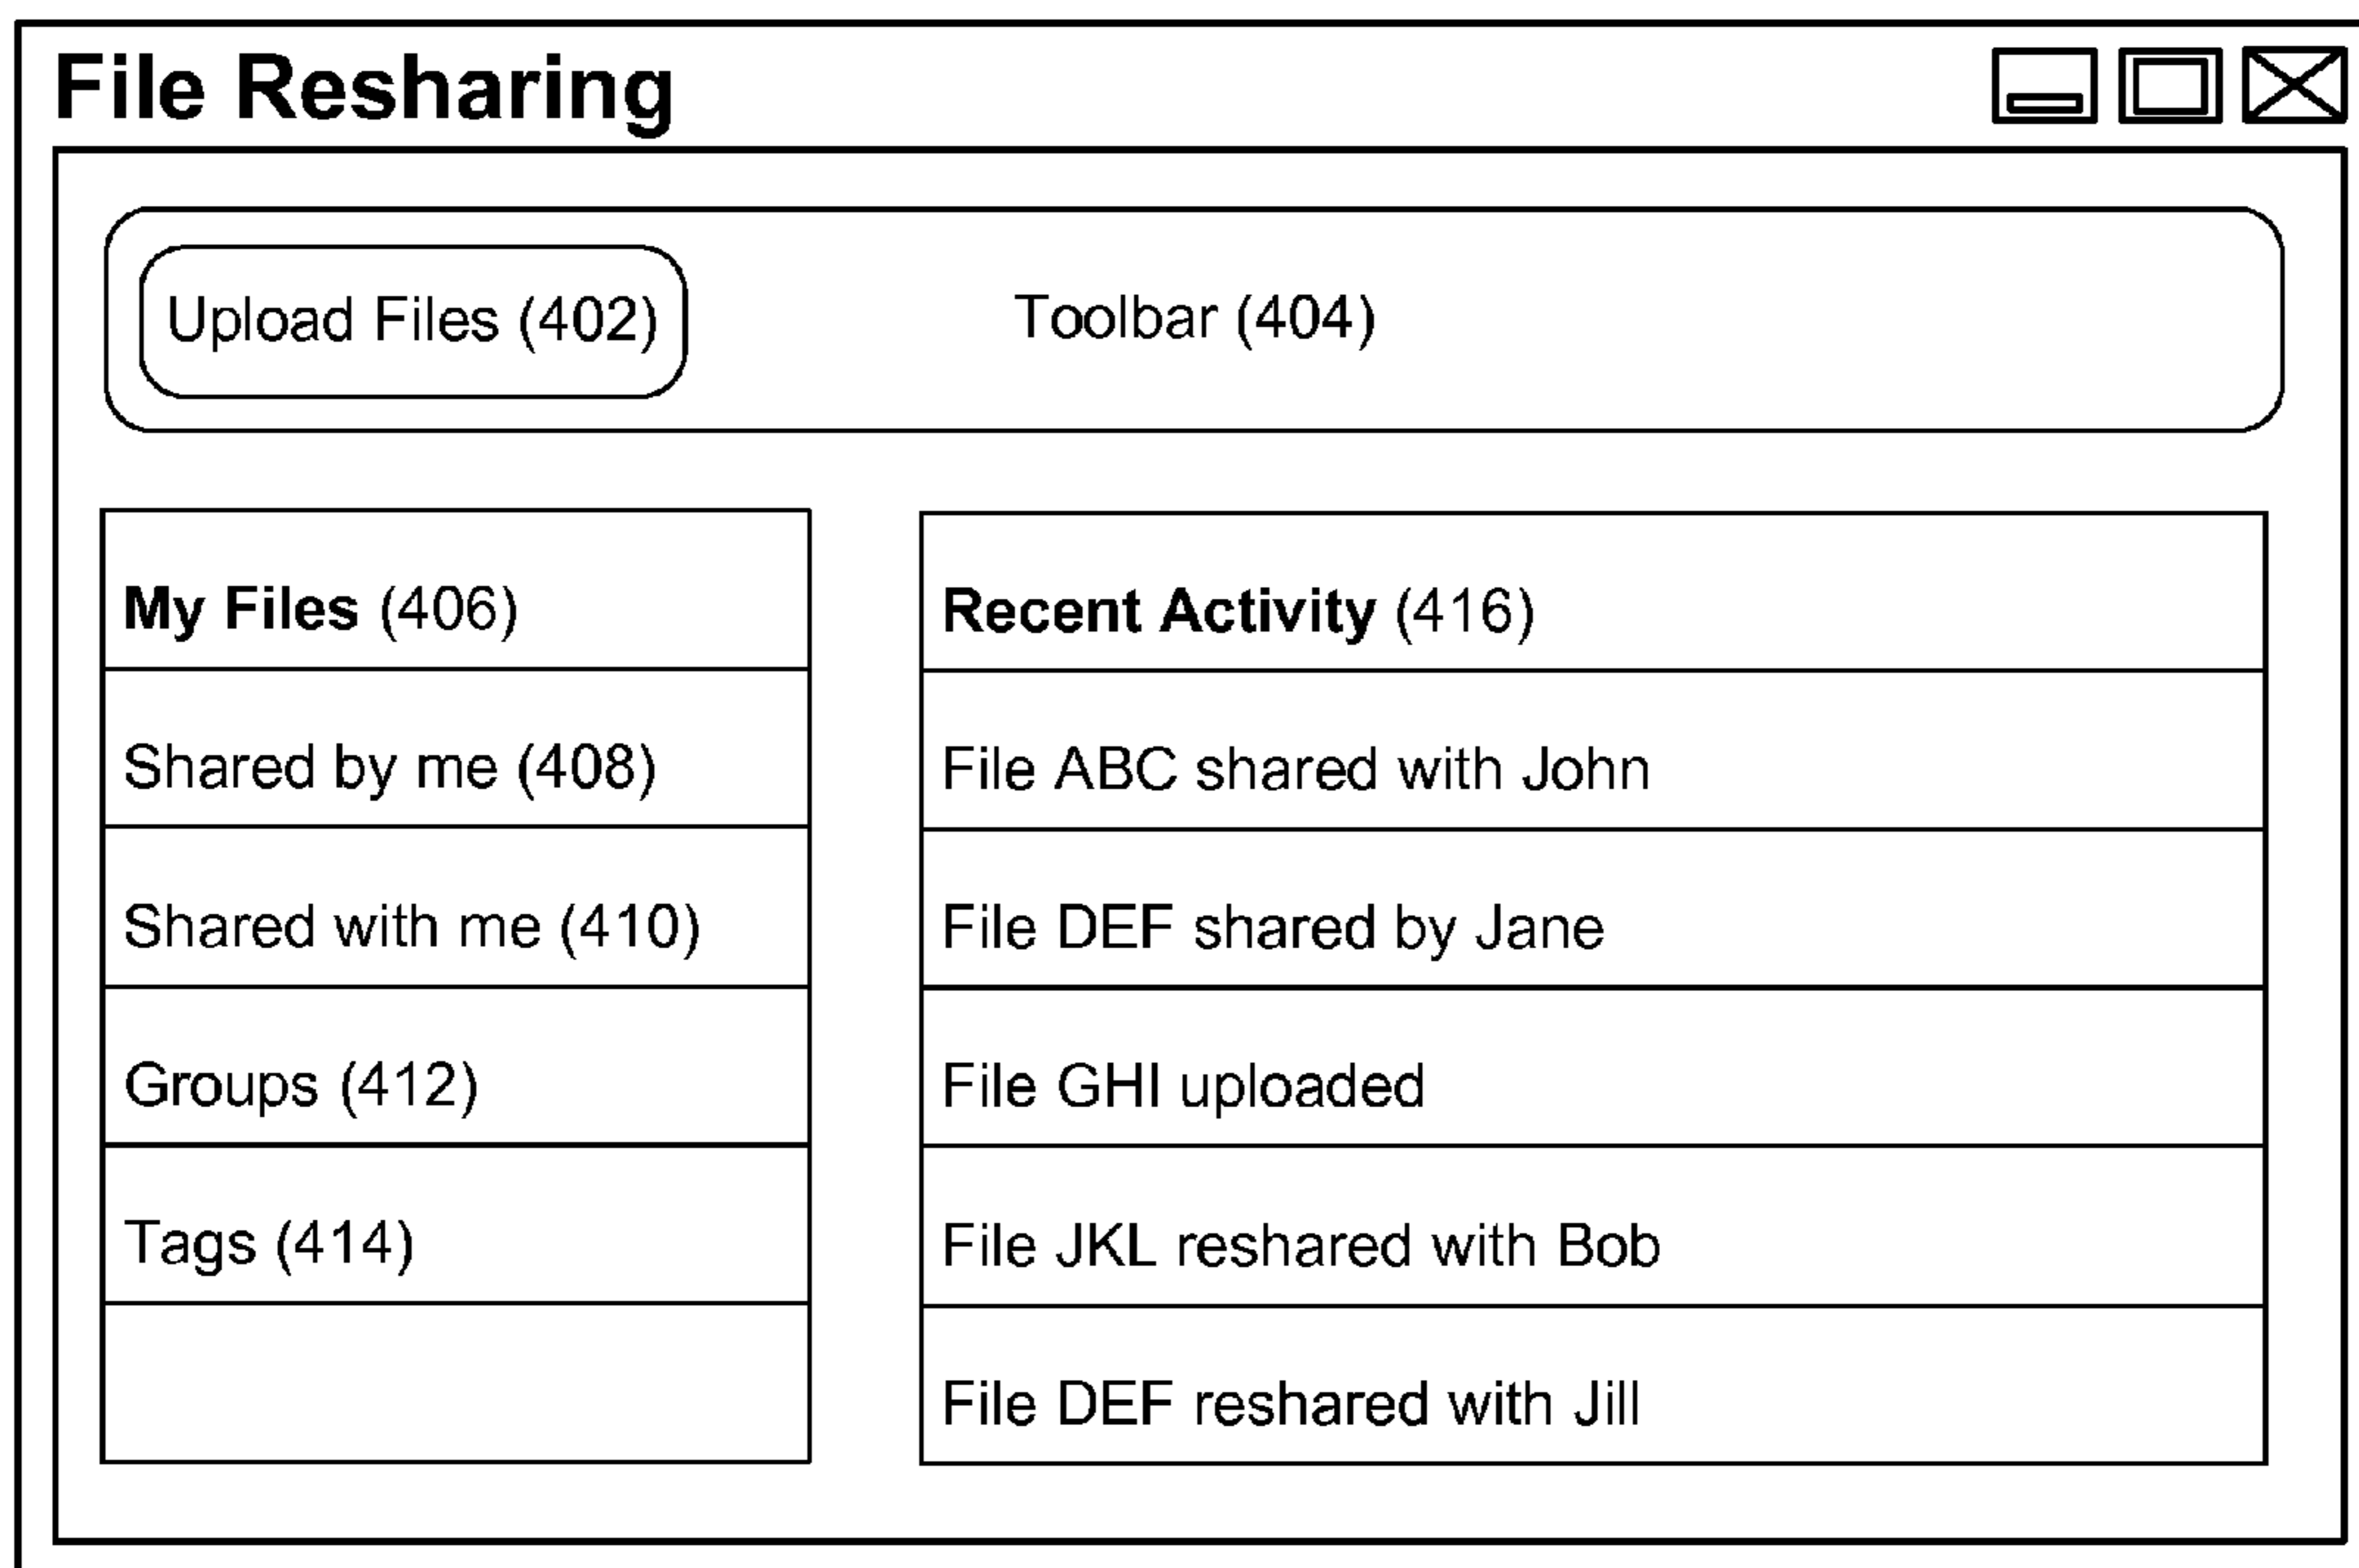 File Resharing
Upload Files (402)
Toolbar (404)
My Files (406)
Shared by me (408)
Shared with me (410)
Groups (412)
Tags (414)
Recent Activity (416)
File ABC shared with John
File DEF shared by Jane
File GHI uploaded
File JKL reshared with Bob
File DEF reshared with Jill